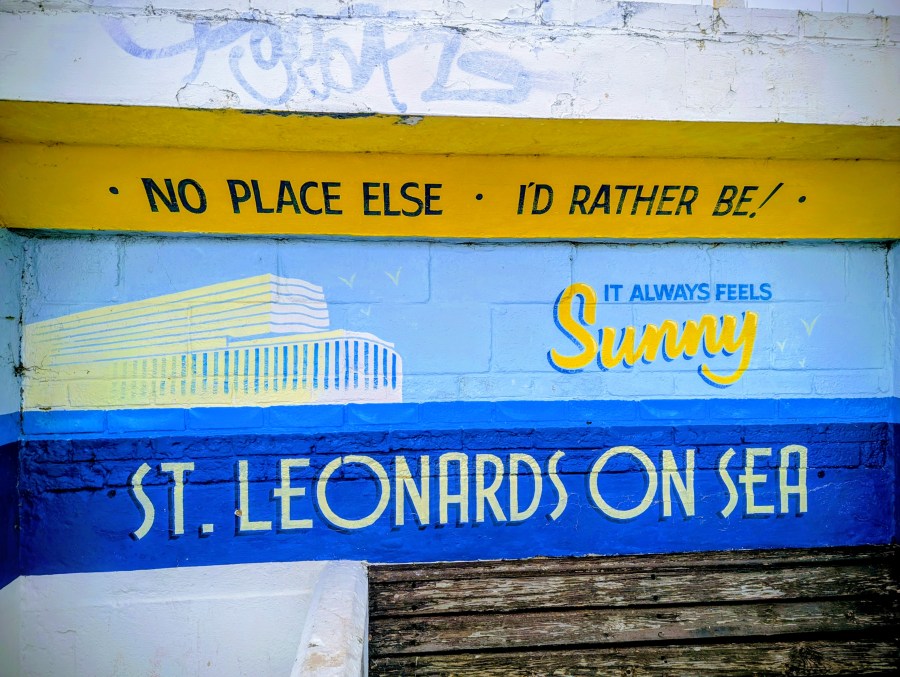 • NO PLACE ELSE • I'D RATHER BE! •
IT ALWAYS FEELS
Sunny
ST. LEONARDS ON SEA